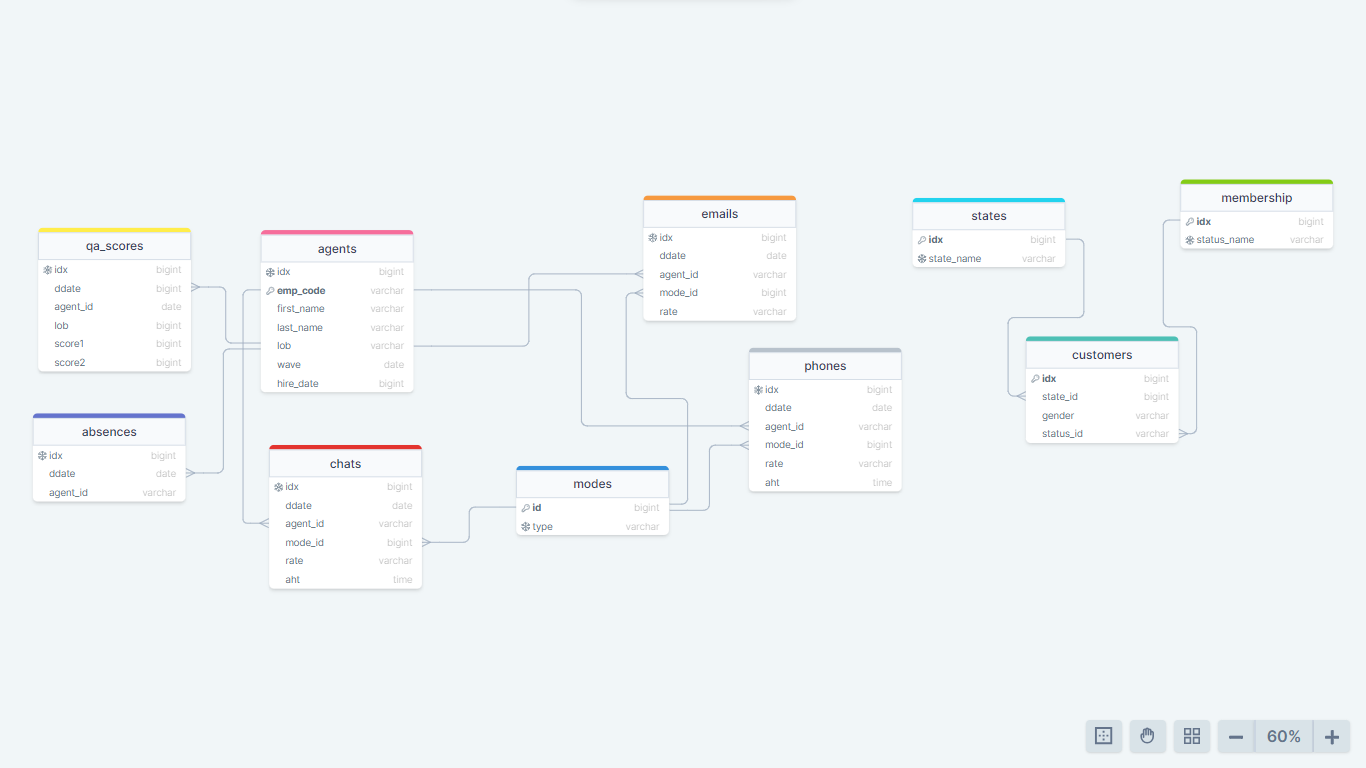 qa_scores
idx bigint
ddate bigint
agent_id date
lob bigint
score1 bigint
score2 bigint
absences
idx bigint
ddate date
agent_id varchar
agents
idx bigint
emp_code varchar
first_name varchar
last_name varchar
lob varchar
wave date
hire_date bigint
chats
idx bigint
ddate date
agent_id varchar
mode_id bigint
rate varchar
aht time
modes
id bigint
type varchar
emails
idx bigint
ddate date
agent_id varchar
mode_id bigint
rate varchar
phones
idx bigint
ddate date
agent_id varchar
mode_id bigint
rate varchar
aht time
states
idx bigint
state_name varchar
customers
idx bigint
state_id bigint
gender varchar
status_id varchar
membership
idx bigint
status_name varchar
60%